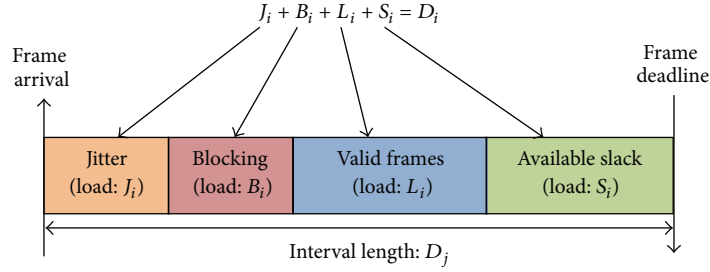 J_i + B_i + L_i + S_i = D_i
Frame arrival
Frame deadline
Jitter (load: J_i)
Blocking (load: B_i)
Valid frames (load: L_i)
Available slack (load: S_i)
Interval length: D_j